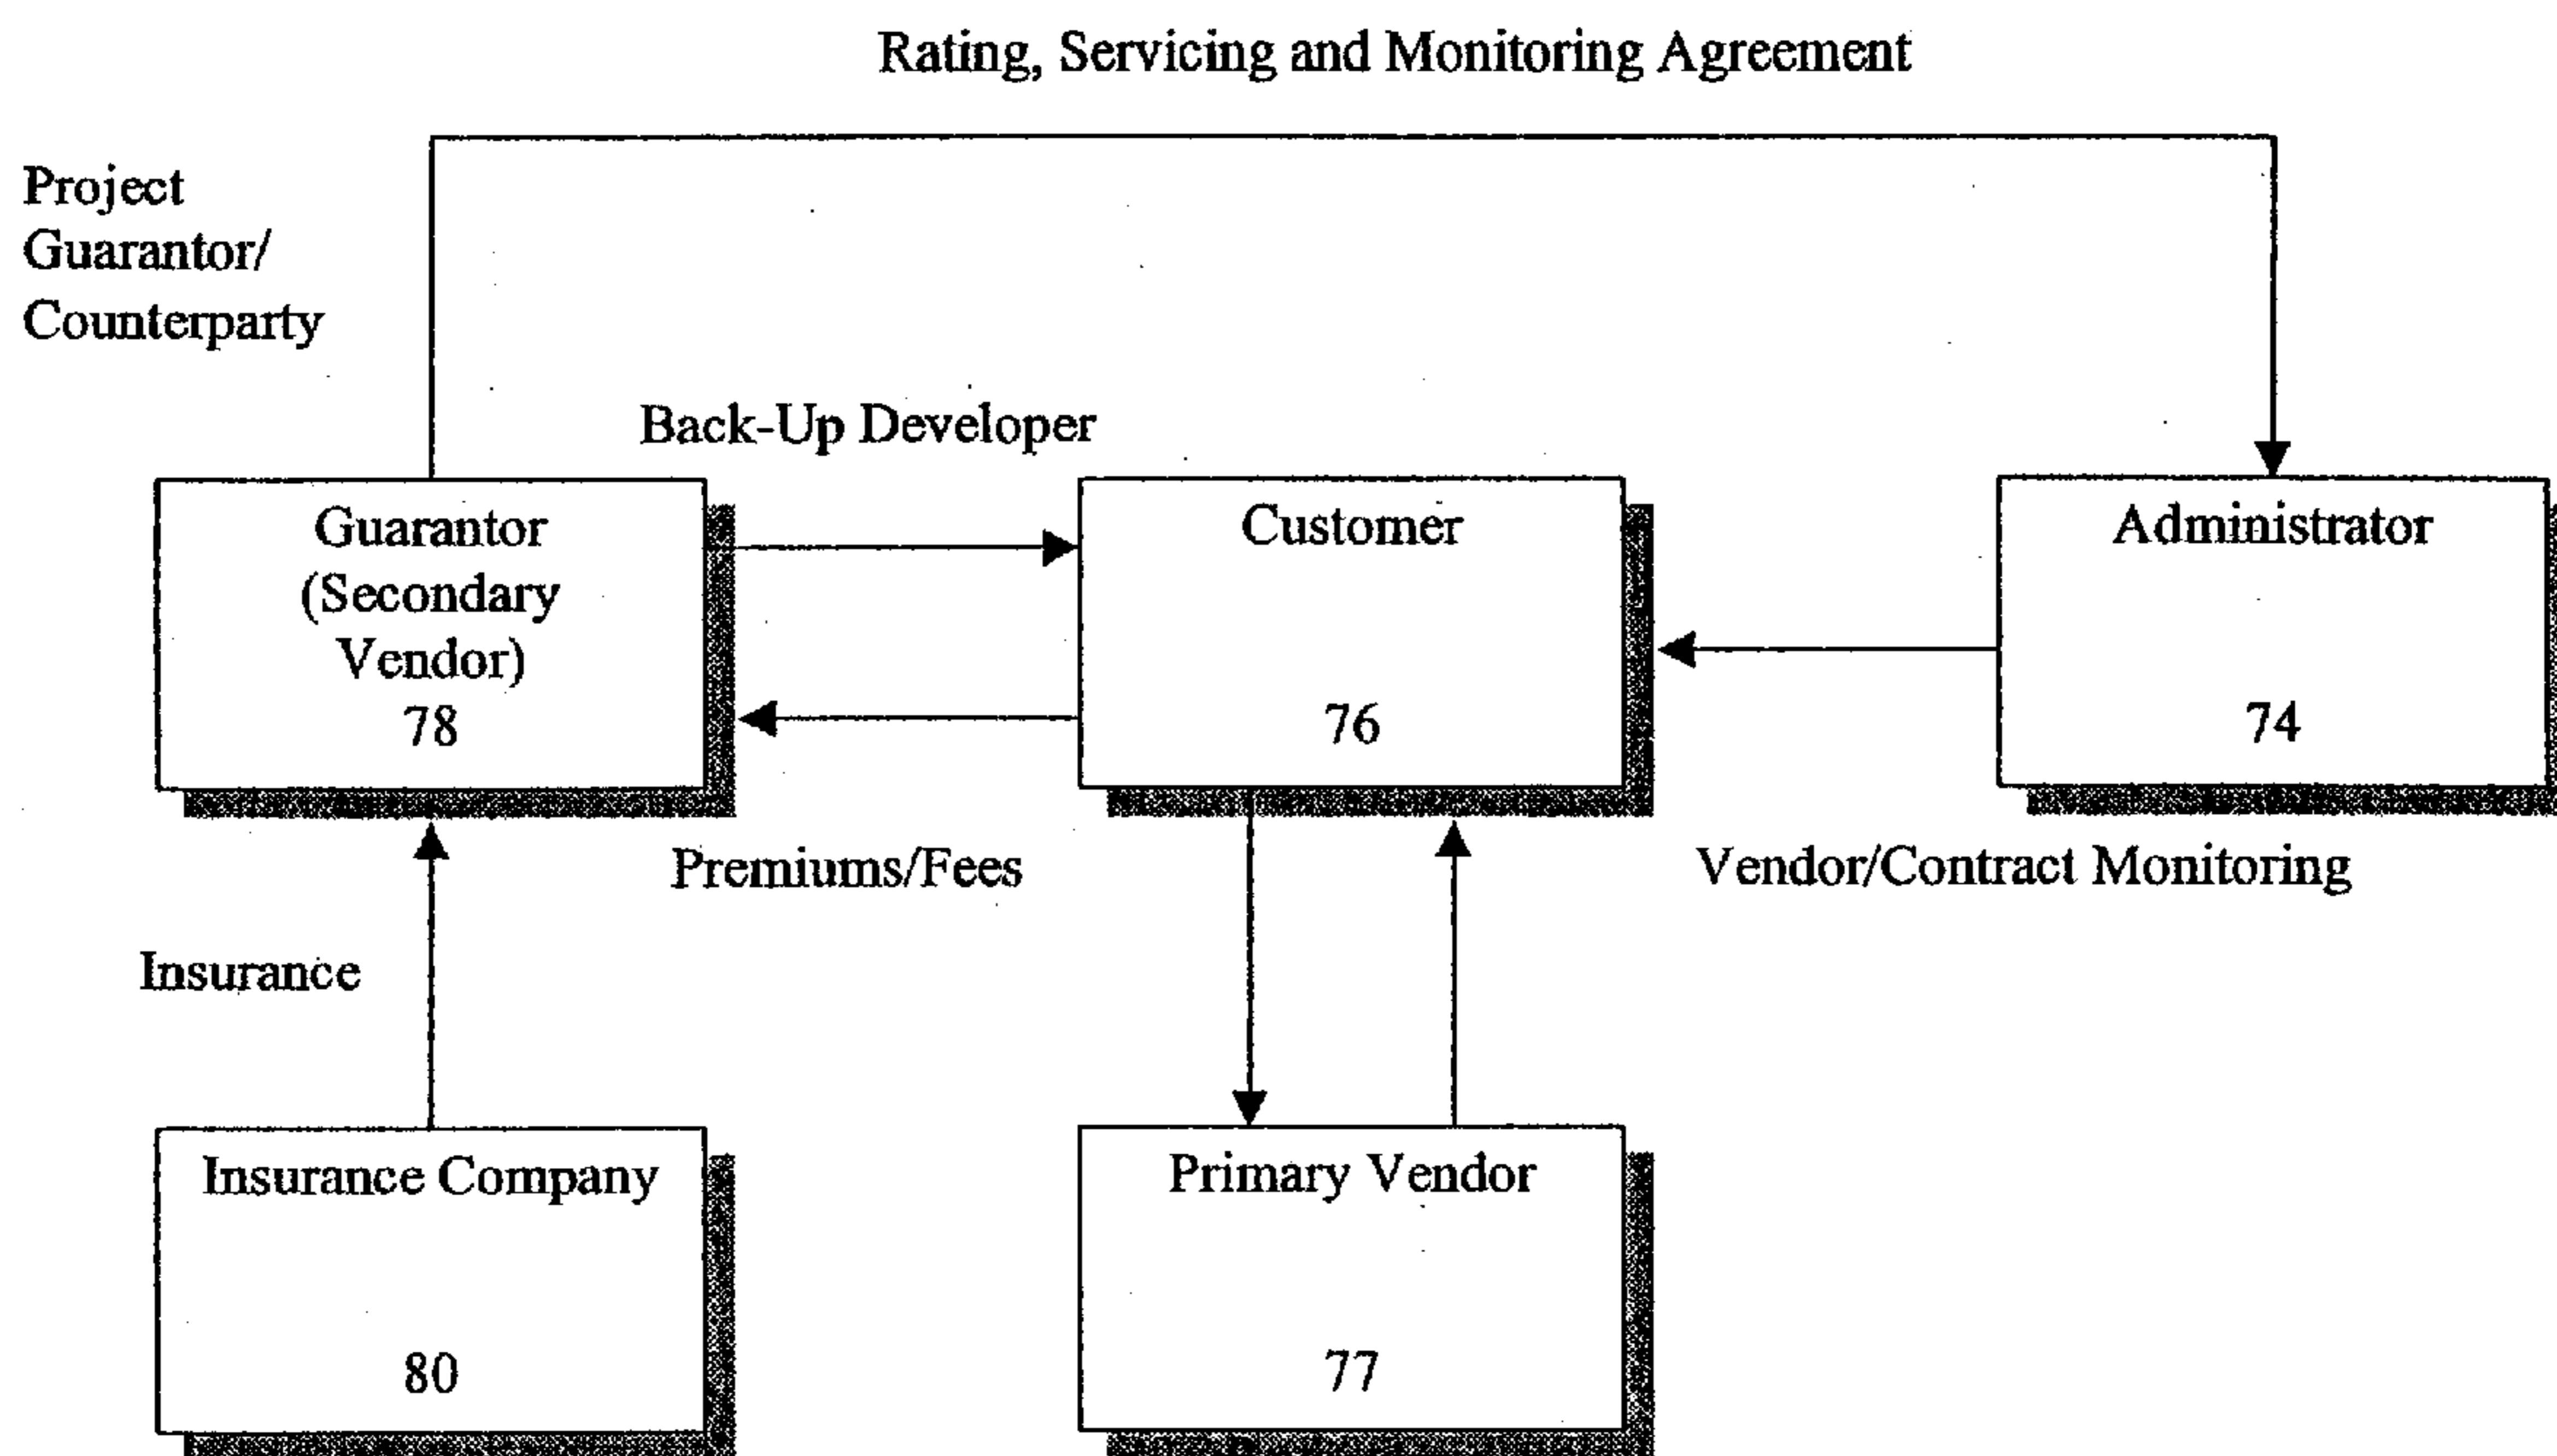 Rating, Servicing and Monitoring Agreement
Project
Guarantor/
Counterparty
Back-Up Developer
Guarantor
(Secondary
Vendor)
78
Customer
76
Administrator
74
Premiums/Fees
Vendor/Contract Monitoring
Insurance
Insurance Company
80
Primary Vendor
77